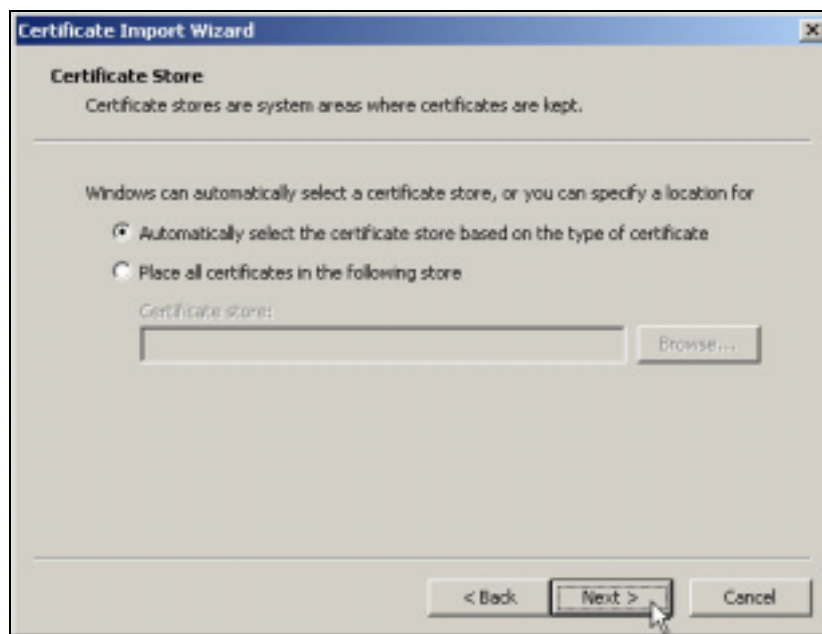 Certificate Import Wizard
Certificate Store
Certificate stores are system areas where certificates are kept.
Windows can automatically select a certificate store, or you can specify a location for
Automatically select the certificate store based on the type of certificate
Place all certificates in the following store
Certificate store:
Browse...
< Back
Next >
Cancel